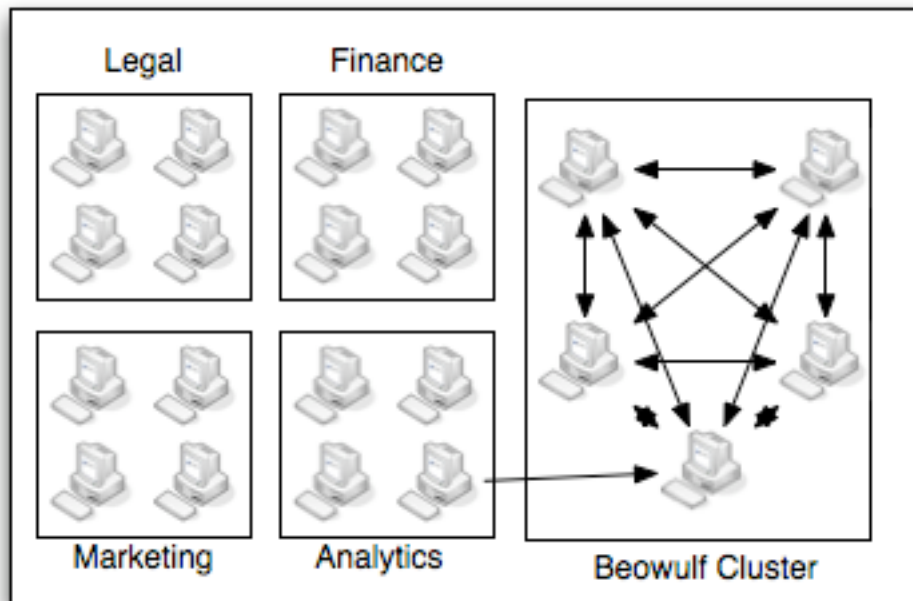 Legal
Finance
Marketing
Analytics
Beowulf Cluster